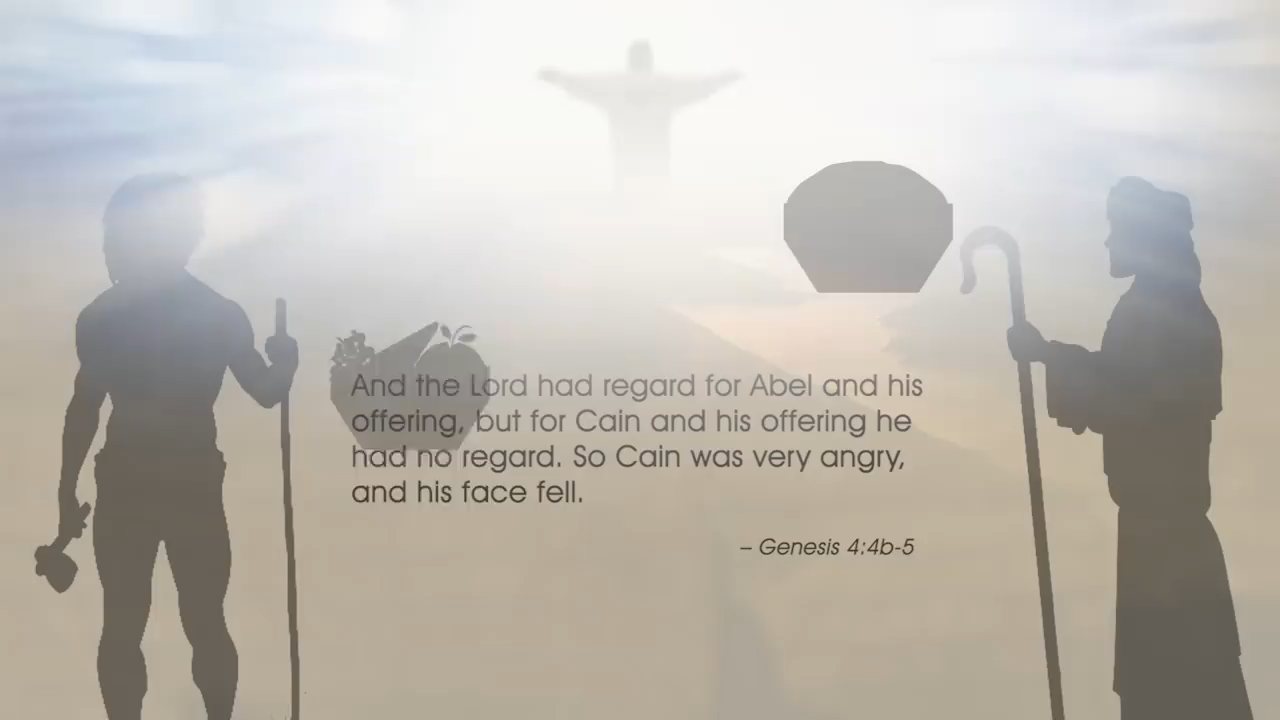 And the Lord had regard for Abel and his
offering, but for Cain and his offering he
had no regard. So Cain was very angry,
and his face fell.
– Genesis 4:4b-5